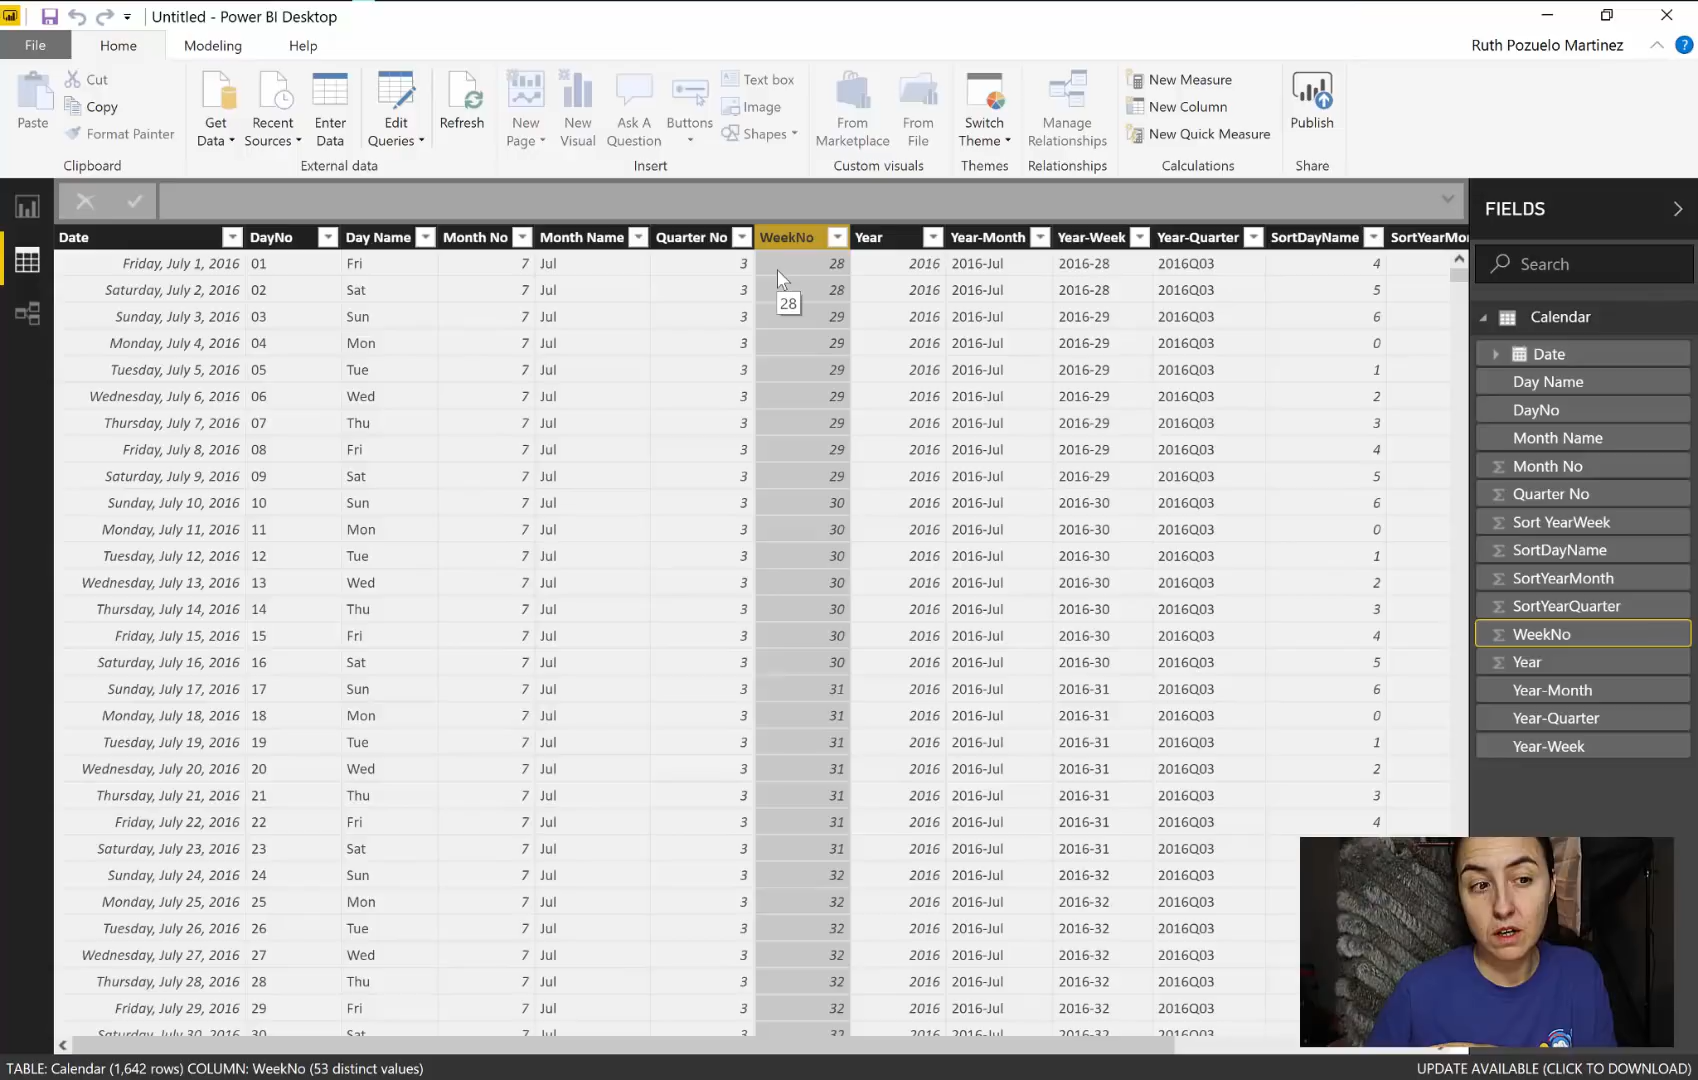 Untitled - Power BI Desktop
File Home Modeling Help Ruth Pozuelo Martinez ?
Paste Cut Copy Format Painter Get Data Recent Sources Enter Data Edit Queries Refresh New Page New Visual Ask A Question Buttons Text box Image Shapes From Marketplace From File Switch Theme Manage Relationships New Measure New Column New Quick Measure Publish
Clipboard External data Insert Custom visuals Themes Relationships Calculations Share
Date DayNo Day Name Month No Month Name Quarter No WeekNo Year Year-Month Year-Week Year-Quarter SortDayName SortYearMo
Friday, July 1, 2016 01 Fri 7 Jul 3 28 2016 2016-Jul 2016-28 2016Q03 4
Saturday, July 2, 2016 02 Sat 7 Jul 3 28 2016 2016-Jul 2016-28 2016Q03 5
28
Sunday, July 3, 2016 03 Sun 7 Jul 3 29 2016 2016-Jul 2016-29 2016Q03 6
Monday, July 4, 2016 04 Mon 7 Jul 3 29 2016 2016-Jul 2016-29 2016Q03 0
Tuesday, July 5, 2016 05 Tue 7 Jul 3 29 2016 2016-Jul 2016-29 2016Q03 1
Wednesday, July 6, 2016 06 Wed 7 Jul 3 29 2016 2016-Jul 2016-29 2016Q03 2
Thursday, July 7, 2016 07 Thu 7 Jul 3 29 2016 2016-Jul 2016-29 2016Q03 3
Friday, July 8, 2016 08 Fri 7 Jul 3 29 2016 2016-Jul 2016-29 2016Q03 4
Saturday, July 9, 2016 09 Sat 7 Jul 3 29 2016 2016-Jul 2016-29 2016Q03 5
Sunday, July 10, 2016 10 Sun 7 Jul 3 30 2016 2016-Jul 2016-30 2016Q03 6
Monday, July 11, 2016 11 Mon 7 Jul 3 30 2016 2016-Jul 2016-30 2016Q03 0
Tuesday, July 12, 2016 12 Tue 7 Jul 3 30 2016 2016-Jul 2016-30 2016Q03 1
Wednesday, July 13, 2016 13 Wed 7 Jul 3 30 2016 2016-Jul 2016-30 2016Q03 2
Thursday, July 14, 2016 14 Thu 7 Jul 3 30 2016 2016-Jul 2016-30 2016Q03 3
Friday, July 15, 2016 15 Fri 7 Jul 3 30 2016 2016-Jul 2016-30 2016Q03 4
Saturday, July 16, 2016 16 Sat 7 Jul 3 30 2016 2016-Jul 2016-30 2016Q03 5
Sunday, July 17, 2016 17 Sun 7 Jul 3 31 2016 2016-Jul 2016-31 2016Q03 6
Monday, July 18, 2016 18 Mon 7 Jul 3 31 2016 2016-Jul 2016-31 2016Q03 0
Tuesday, July 19, 2016 19 Tue 7 Jul 3 31 2016 2016-Jul 2016-31 2016Q03 1
Wednesday, July 20, 2016 20 Wed 7 Jul 3 31 2016 2016-Jul 2016-31 2016Q03 2
Thursday, July 21, 2016 21 Thu 7 Jul 3 31 2016 2016-Jul 2016-31 2016Q03 3
Friday, July 22, 2016 22 Fri 7 Jul 3 31 2016 2016-Jul 2016-31 2016Q03 4
Saturday, July 23, 2016 23 Sat 7 Jul 3 31 2016 2016-Jul 2016-31 2016Q03
Sunday, July 24, 2016 24 Sun 7 Jul 3 32 2016 2016-Jul 2016-32 2016Q03
Monday, July 25, 2016 25 Mon 7 Jul 3 32 2016 2016-Jul 2016-32 2016Q03
Tuesday, July 26, 2016 26 Tue 7 Jul 3 32 2016 2016-Jul 2016-32 2016Q03
Wednesday, July 27, 2016 27 Wed 7 Jul 3 32 2016 2016-Jul 2016-32 2016Q03
Thursday, July 28, 2016 28 Thu 7 Jul 3 32 2016 2016-Jul 2016-32 2016Q03
Friday, July 29, 2016 29 Fri 7 Jul 3 32 2016 2016-Jul 2016-32 2016Q03
Saturday, July 30, 2016 30 Sat 7 Jul 3 32 2016 2016-Jul 2016-32 2016Q03
FIELDS
Search
Calendar
Date
Day Name
DayNo
Month Name
Month No
Quarter No
Sort YearWeek
SortDayName
SortYearMonth
SortYearQuarter
WeekNo
Year
Year-Month
Year-Quarter
Year-Week
TABLE: Calendar (1,642 rows) COLUMN: WeekNo (53 distinct values) UPDATE AVAILABLE (CLICK TO DOWNLOAD)